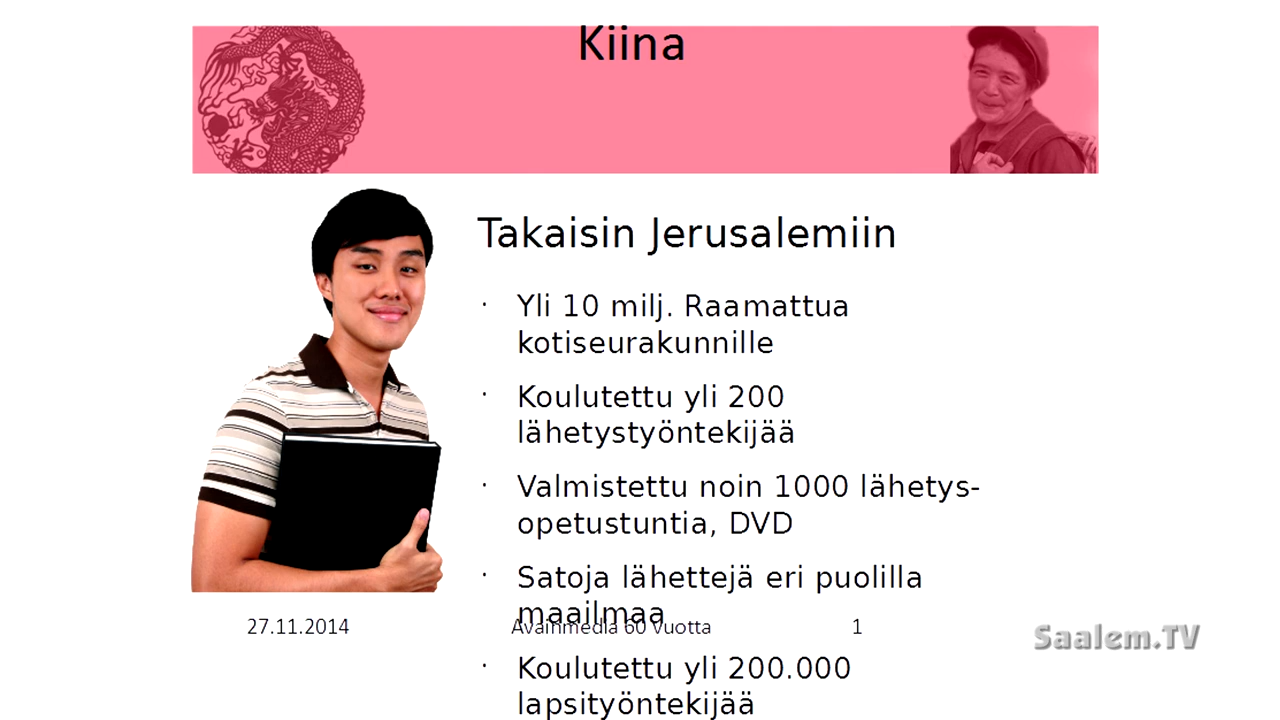 Kiina
Takaisin Jerusalemiin
· Yli 10 milj. Raamattua
kotiseurakunnille
· Koulutettu yli 200
lähetystyöntekijää
· Valmistettu noin 1000 lähetys-
opetustuntia, DVD
· Satoja lähettejä eri puolilla
maailmaa
27.11.2014
Avainmedia 60 vuotta
1
Saalem.TV
· Koulutettu yli 200.000
lapsityöntekijää